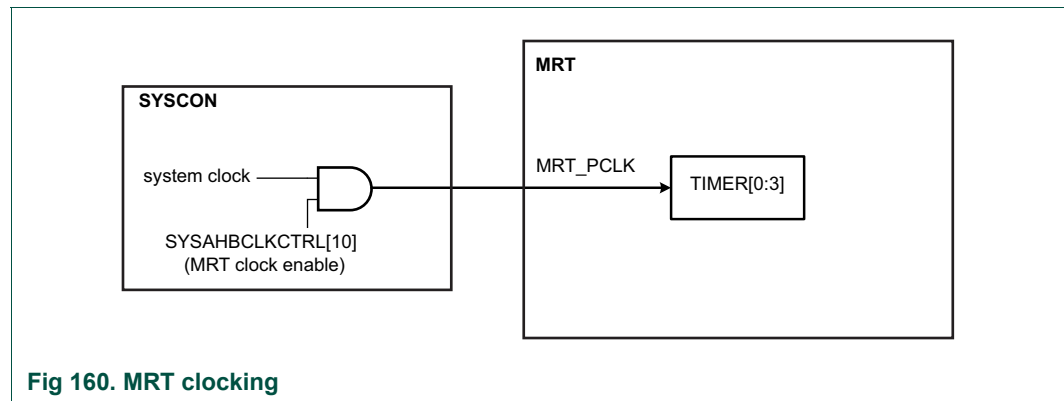 MRT
SYSCON
system clock
MRT_PCLK
TIMER[0:3]
SYSAHBCLKCTRL[10]
(MRT clock enable)
Fig 160. MRT clocking